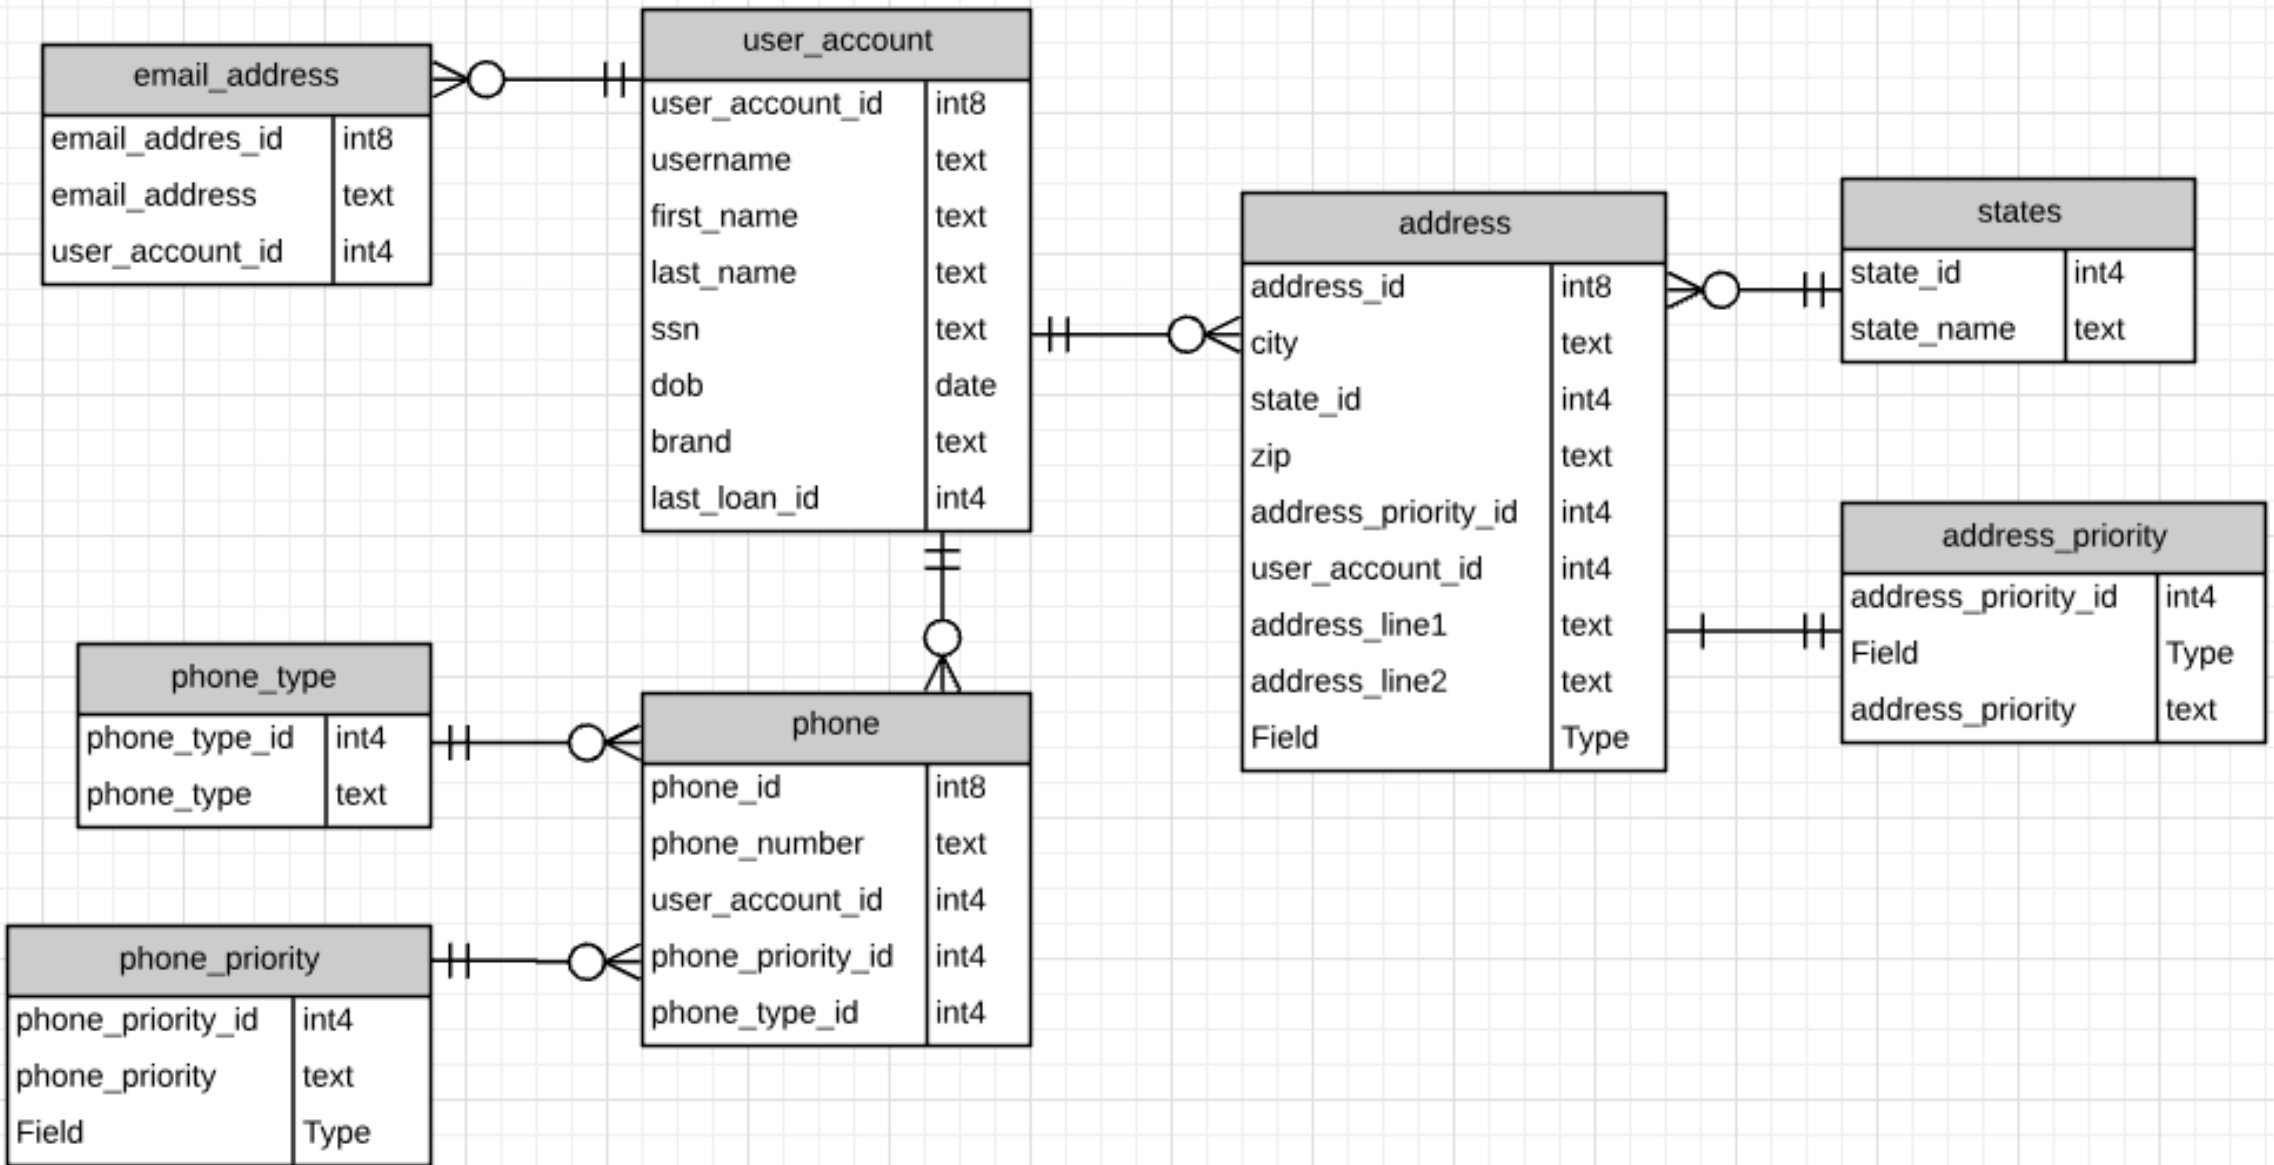 email_address
email_addres_id int8
email_address text
user_account_id int4
user_account
user_account_id int8
username text
first_name text
last_name text
ssn text
dob date
brand text
last_loan_id int4
address
address_id int8
city text
state_id int4
zip text
address_priority_id int4
user_account_id int4
address_line1 text
address_line2 text
Field Type
states
state_id int4
state_name text
address_priority
address_priority_id int4
Field Type
address_priority text
phone_type
phone_type_id int4
phone_type text
phone
phone_id int8
phone_number text
user_account_id int4
phone_priority_id int4
phone_type_id int4
phone_priority
phone_priority_id int4
phone_priority text
Field Type